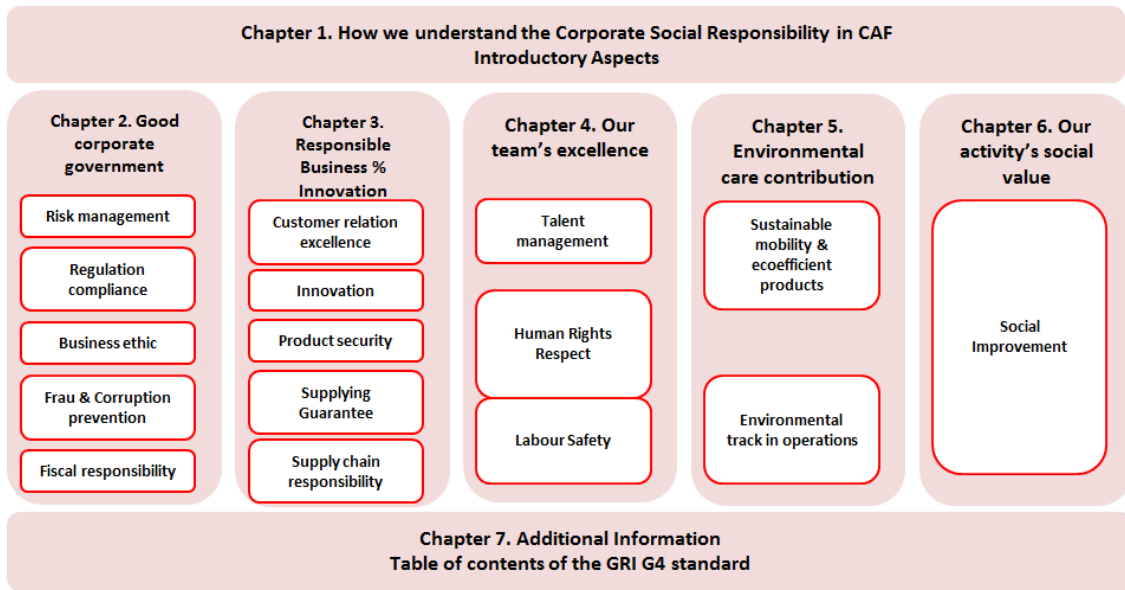 Chapter 1. How we understand the Corporate Social Responsibility in CAF
Introductory Aspects
Chapter 2. Good
corporate
government
Risk management
Regulation
compliance
Business ethic
Frau & Corruption
prevention
Fiscal responsibility
Chapter 3.
Responsible
Business %
Innovation
Customer relation
excellence
Innovation
Product security
Supplying
Guarantee
Supply chain
responsibility
Chapter 4. Our
team's excellence
Talent
management
Human Rights
Respect
Labour Safety
Chapter 5.
Environmental
care contribution
Sustainable
mobility &
ecoefficient
products
Environmental
track in operations
Chapter 6. Our
activity's social
value
Social
Improvement
Chapter 7. Additional Information
Table of contents of the GRI G4 standard